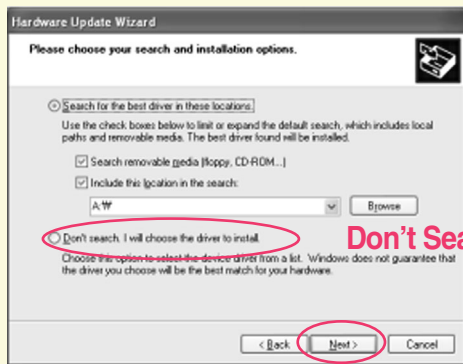 Hardware Update Wizard
Please choose your search and installation options.
Search for the best driver in these locations.
Use the check boxes below to limit or expand the default search, which includes local
paths and removable media. The best driver found will be installed.
Search removable media (floppy, CD-ROM...)
Include this location in the search:
A:₩
Browse
Don't search. I will choose the driver to install.
Don't Sea
Choose this option to select the device driver from a list. Windows does not guarantee that
the driver you choose will be the best match for your hardware.
< Back
Next >
Cancel